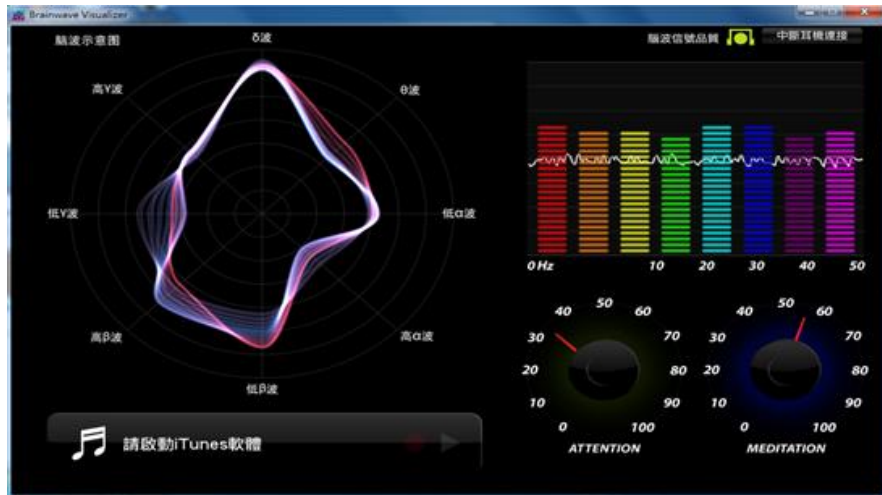 Brainwave Visualizer
腦波示意图
δ波
θ波
低α波
高α波
低β波
高β波
低γ波
高γ波
腦波信號品質
中斷耳機連接
0 Hz 10 20 30 40 50
0 10 20 30 40 50 60 70 80 90 100
ATTENTION
0 10 20 30 40 50 60 70 80 90 100
MEDITATION
請啟動iTunes軟體